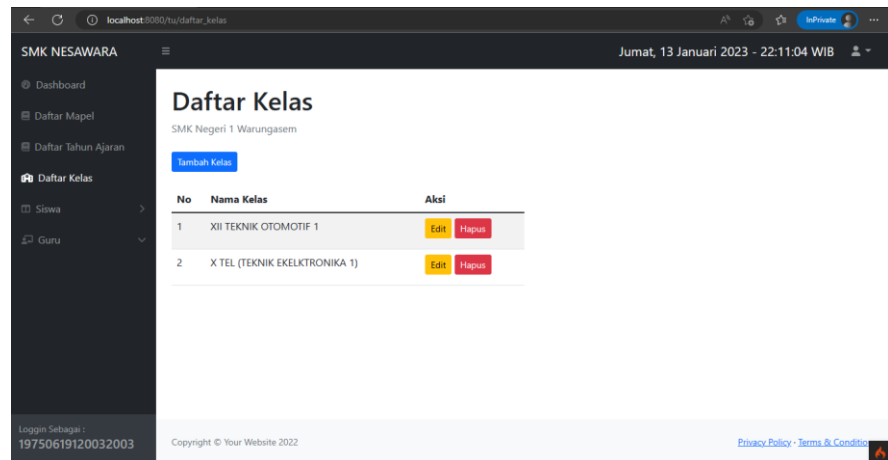 localhost:8080/tu/daftar_kelas
InPrivate
SMK NESAWARA
Jumat, 13 Januari 2023 - 22:11:04 WIB
Dashboard
Daftar Mapel
Daftar Tahun Ajaran
Daftar Kelas
Siswa
Guru
Daftar Kelas
SMK Negeri 1 Warungasem
Tambah Kelas
No Nama Kelas Aksi
1 XII TEKNIK OTOMOTIF 1 Edit Hapus
2 X TEL (TEKNIK EKELKTRONIKA 1) Edit Hapus
Loggin Sebagai :
19750619120032003
Copyright © Your Website 2022
Privacy Policy · Terms & Conditio